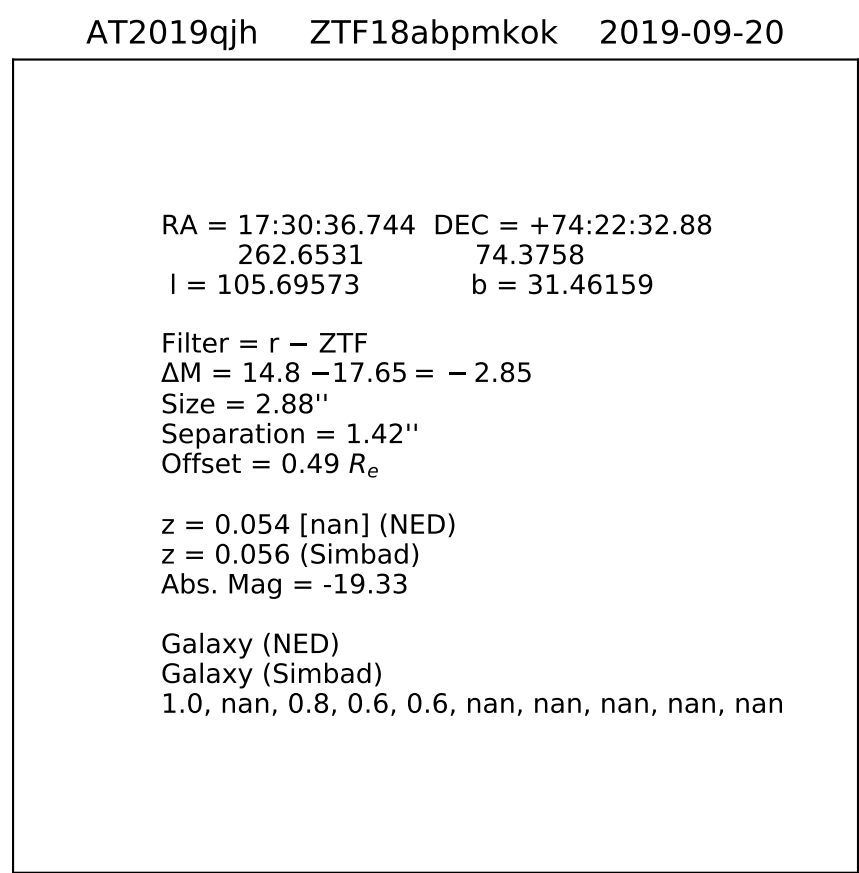 AT2019qjh ZTF18abpmkok 2019-09-20
RA = 17:30:36.744 DEC = +74:22:32.88
262.6531 74.3758
l = 105.69573 b = 31.46159
Filter = r − ZTF
ΔM = 14.8 −17.65 = − 2.85
Size = 2.88''
Separation = 1.42''
Offset = 0.49 Rₑ
z = 0.054 [nan] (NED)
z = 0.056 (Simbad)
Abs. Mag = -19.33
Galaxy (NED)
Galaxy (Simbad)
1.0, nan, 0.8, 0.6, 0.6, nan, nan, nan, nan, nan